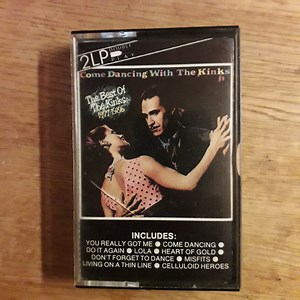 2LP
DOUBLE
PLAY
Come Dancing With The Kinks
The Best Of
The Kinks
1977-1986
INCLUDES:
YOU REALLY GOT ME ● COME DANCING ●
DO IT AGAIN ● LOLA ● HEART OF GOLD ●
DON'T FORGET TO DANCE ● MISFITS ●
LIVING ON A THIN LINE ● CELLULOID HEROES